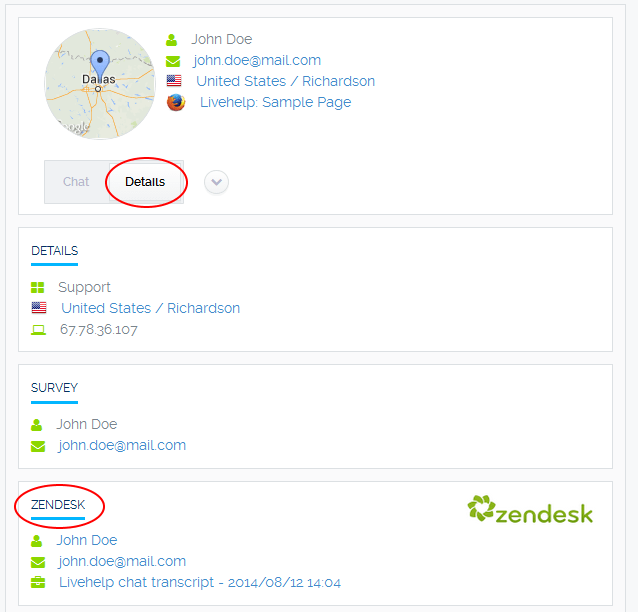 John Doe
john.doe@mail.com
Dallas
United States / Richardson
Livehelp: Sample Page
Chat Details
DETAILS
Support
United States / Richardson
67.78.36.107
SURVEY
John Doe
john.doe@mail.com
ZENDESK
zendesk
John Doe
john.doe@mail.com
Livehelp chat transcript - 2014/08/12 14:04